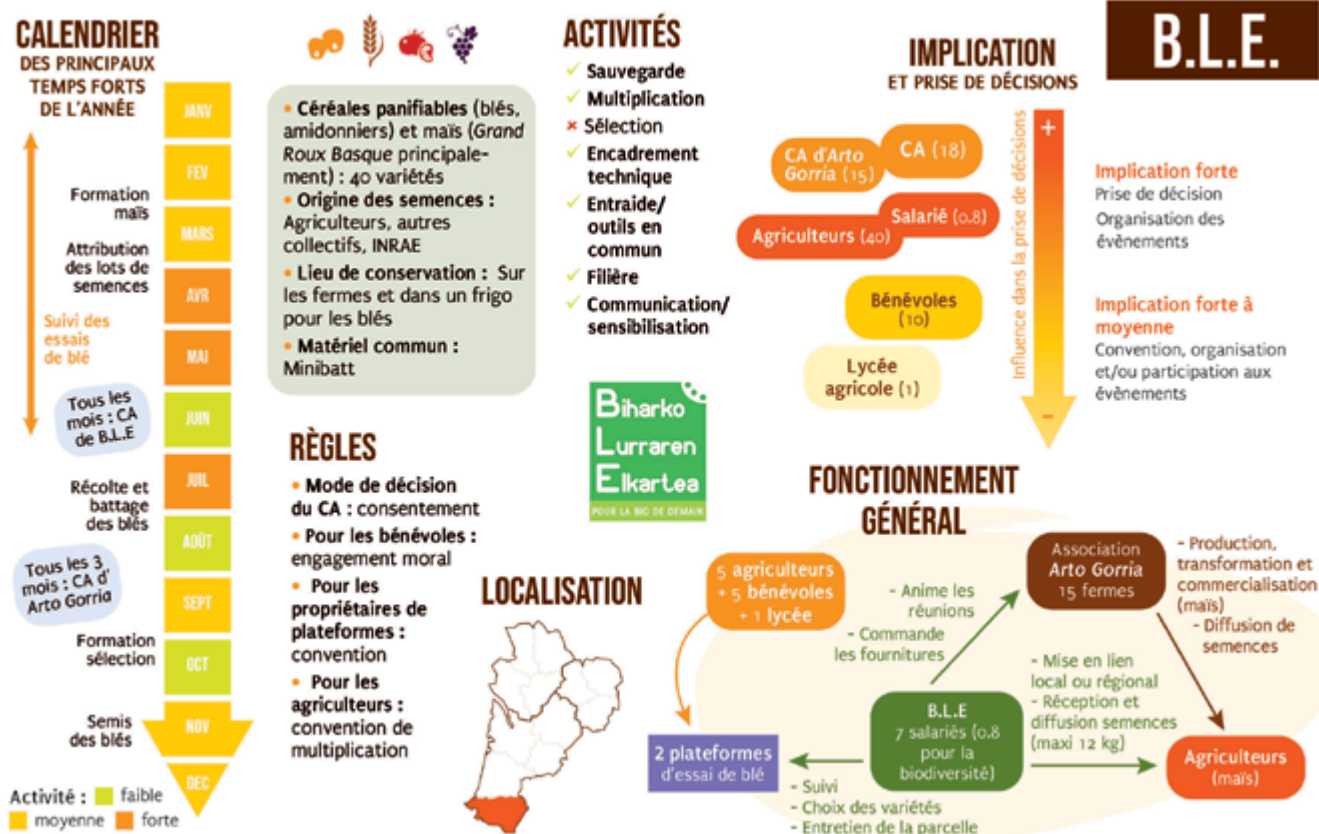 CALENDRIER
DES PRINCIPAUX
TEMPS FORTS
DE L'ANNÉE
JANV
FEV
MARS
AVR
MAI
JUIN
JUIL
AOÛT
SEPT
OCT
NOV
DEC
Formation
maïs
Attribution
des lots de
semences
Suivi des
essais
de blé
Tous les
mois : CA
de B.L.E
Récolte et
battage
des blés
Tous les 3
mois : CA d'
Arto Gorria
Formation
sélection
Semis
des blés
Activité : faible
moyenne forte
• Céréales panifiables (blés,
amidonniers) et maïs (Grand
Roux Basque principale-
ment) : 40 variétés
• Origine des semences :
Agriculteurs, autres
collectifs, INRAE
• Lieu de conservation : Sur
les fermes et dans un frigo
pour les blés
• Matériel commun :
Minibatt
RÈGLES
• Mode de décision
du CA : consentement
• Pour les bénévoles :
engagement moral
• Pour les
propriétaires de
plateformes :
convention
• Pour les
agriculteurs :
convention de
multiplication
ACTIVITÉS
✓ Sauvegarde
✓ Multiplication
× Sélection
✓ Encadrement
technique
✓ Entraide/
outils en
commun
✓ Filière
✓ Communication/
sensibilisation
Biharko
Lurraren
Elkartea
POUR LA BIO DE DEMAIN
LOCALISATION
B.L.E.
IMPLICATION
ET PRISE DE DÉCISIONS
CA d'Arto
Gorria (15)
CA (18)
Salarié (0.8)
Agriculteurs (40)
Bénévoles
(10)
Lycée
agricole (1)
Influence dans la prise de décisions
+
-
Implication forte
Prise de décision
Organisation des
évènements
Implication forte à
moyenne
Convention, organisation
et/ou participation aux
évènements
FONCTIONNEMENT
GÉNÉRAL
5 agriculteurs
+ 5 bénévoles
+ 1 lycée
- Anime les
réunions
- Commande
les fournitures
Association
Arto Gorria
15 fermes
- Production,
transformation et
commercialisation
(maïs)
- Diffusion de
semences
- Mise en lien
local ou régional
- Réception et
diffusion semences
(maxi 12 kg)
B.L.E
7 salariés (0.8
pour la
biodiversité)
2 plateformes
d'essai de blé
Agriculteurs
(maïs)
- Suivi
- Choix des variétés
- Entretien de la parcelle